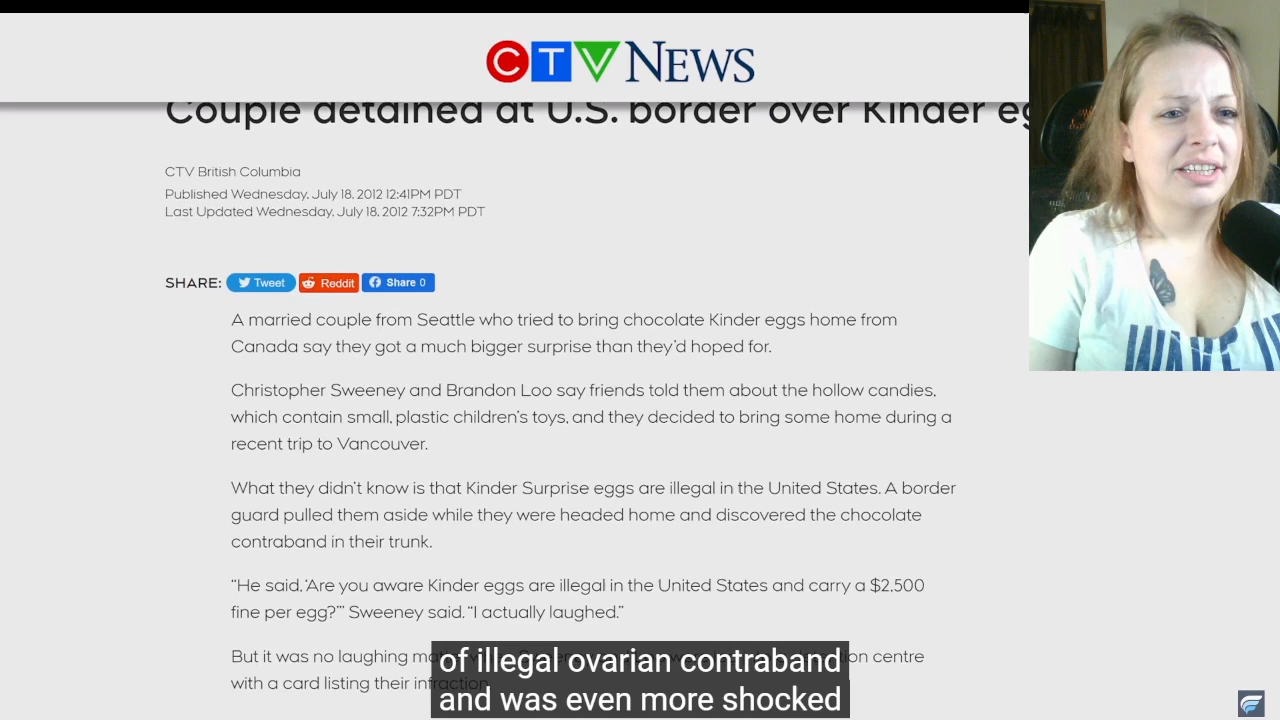 CTV NEWS
Couple detained at U.S. border over Kinder
CTV British Columbia
Published Wednesday, July 18, 2012 12:41PM PDT
Last Updated Wednesday, July 18, 2012 7:32PM PDT
SHARE: Tweet Reddit Share 0
A married couple from Seattle who tried to bring chocolate Kinder eggs home from
Canada say they got a much bigger surprise than they'd hoped for.
Christopher Sweeney and Brandon Loo say friends told them about the hollow candies,
which contain small, plastic children's toys, and they decided to bring some home during a
recent trip to Vancouver.
What they didn't know is that Kinder Surprise eggs are illegal in the United States. A border
guard pulled them aside while they were headed home and discovered the chocolate
contraband in their trunk.
“He said, ‘Are you aware Kinder eggs are illegal in the United States and carry a $2,500
fine per egg?’” Sweeney said. “I actually laughed.”
But it was no laughing centre
with a card listing their infraction
of illegal ovarian contraband
and was even more shocked